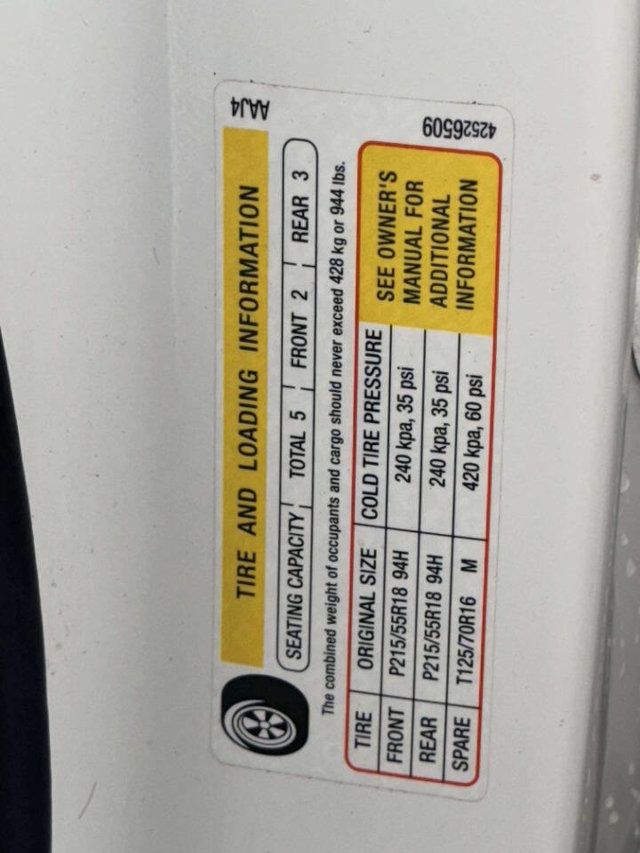 TIRE AND LOADING INFORMATION
AAJ4
SEATING CAPACITY TOTAL 5 FRONT 2 REAR 3
The combined weight of occupants and cargo should never exceed 428 kg or 944 lbs.
42526509
TIRE ORIGINAL SIZE COLD TIRE PRESSURE
FRONT P215/55R18 94H 240 kpa, 35 psi
REAR P215/55R18 94H 240 kpa, 35 psi
SPARE T125/70R16 M 420 kpa, 60 psi
SEE OWNER'S
MANUAL FOR
ADDITIONAL
INFORMATION